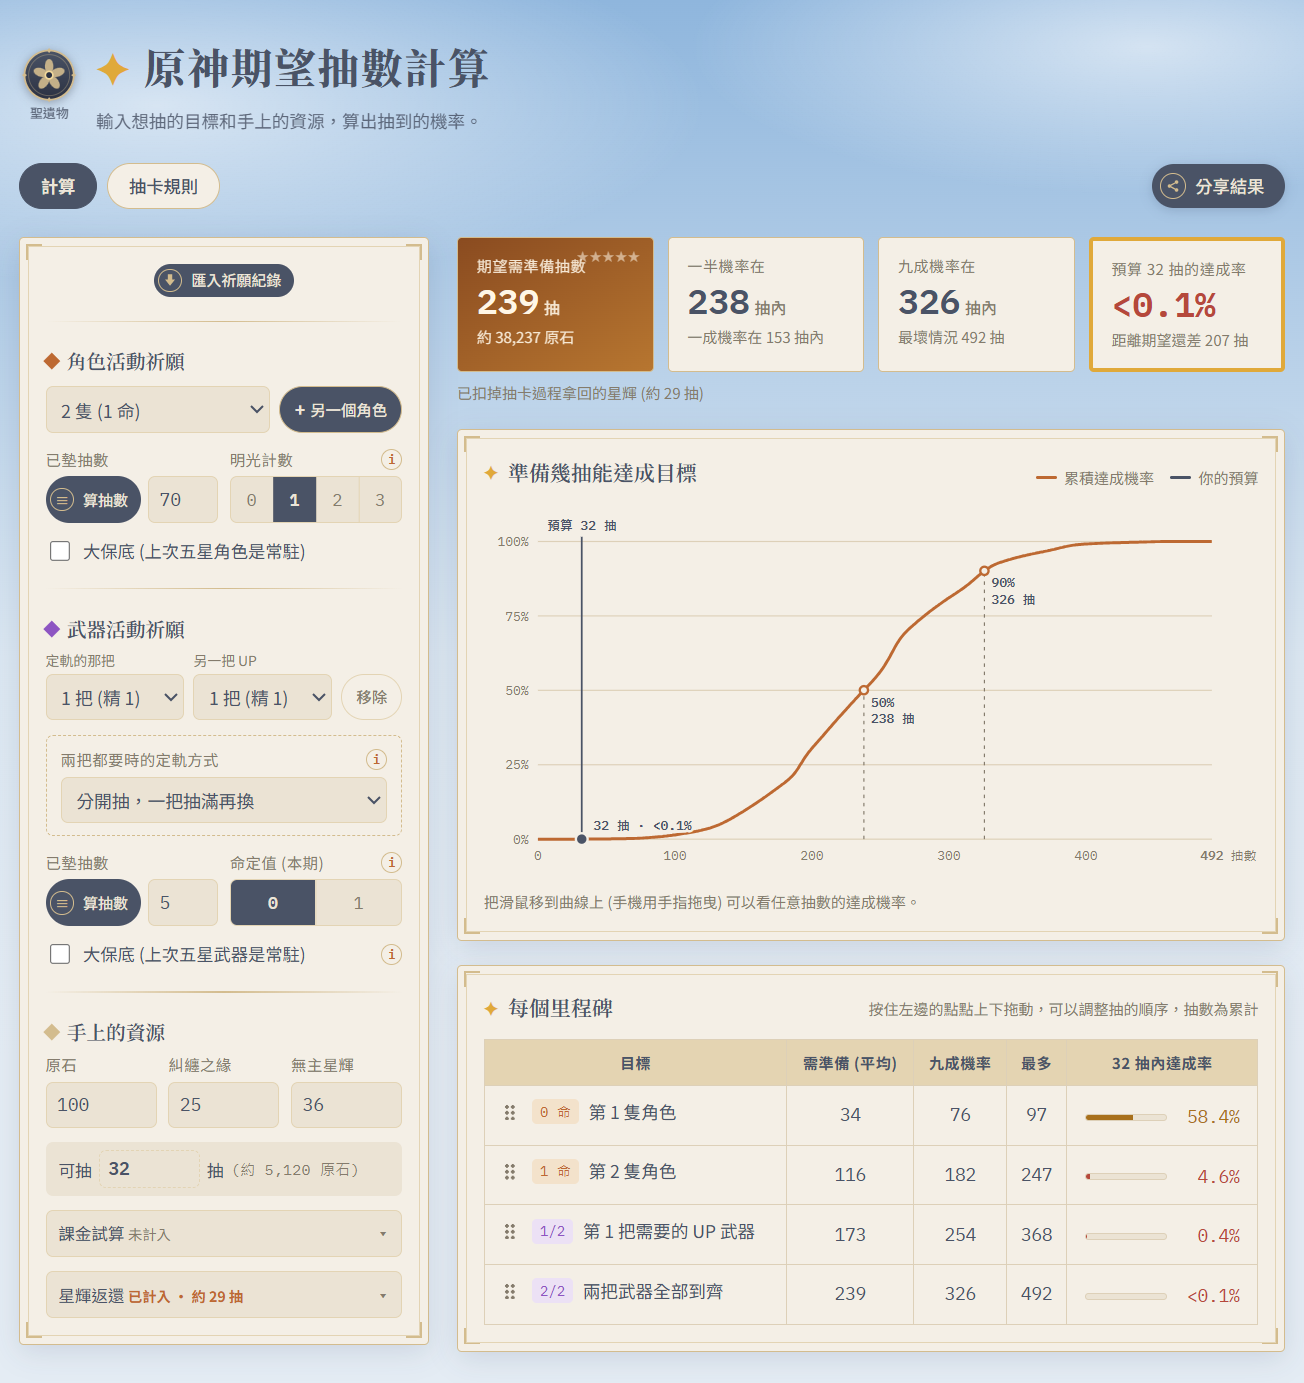 聖遺物
原神期望抽數計算
輸入想抽的目標和手上的資源，算出抽到的機率。
計算
抽卡規則
分享結果
匯入祈願紀錄
角色活動祈願
2 隻 (1 命)
+ 另一個角色
已墊抽數
明光計數
i
算抽數
70
0
1
2
3
大保底 (上次五星角色是常駐)
武器活動祈願
定軌的那把
另一把 UP
1 把 (精 1)
1 把 (精 1)
移除
兩把都要時的定軌方式
i
分開抽，一把抽滿再換
已墊抽數
命定值 (本期)
i
算抽數
5
0
1
大保底 (上次五星武器是常駐)
i
手上的資源
原石
糾纏之緣
無主星輝
100
25
36
可抽 32 抽 (約 5,120 原石)
課金試算 未計入
星輝返還 已計入 · 約 29 抽
期望需準備抽數
★★★★★
239 抽
約 38,237 原石
一半機率在
238 抽內
一成機率在 153 抽內
九成機率在
326 抽內
最壞情況 492 抽
預算 32 抽的達成率
<0.1%
距離期望還差 207 抽
已扣掉抽卡過程拿回的星輝 (約 29 抽)
準備幾抽能達成目標
累積達成機率
你的預算
預算 32 抽
100%
75%
50%
25%
0%
90%
326 抽
50%
238 抽
32 抽 · <0.1%
0
100
200
300
400
492 抽數
把滑鼠移到曲線上 (手機用手指拖曳) 可以看任意抽數的達成機率。
每個里程碑
按住左邊的點點上下拖動，可以調整抽的順序，抽數為累計
目標 需準備 (平均) 九成機率 最多 32 抽內達成率
0 命 第 1 隻角色 34 76 97 58.4%
1 命 第 2 隻角色 116 182 247 4.6%
1/2 第 1 把需要的 UP 武器 173 254 368 0.4%
2/2 兩把武器全部到齊 239 326 492 <0.1%